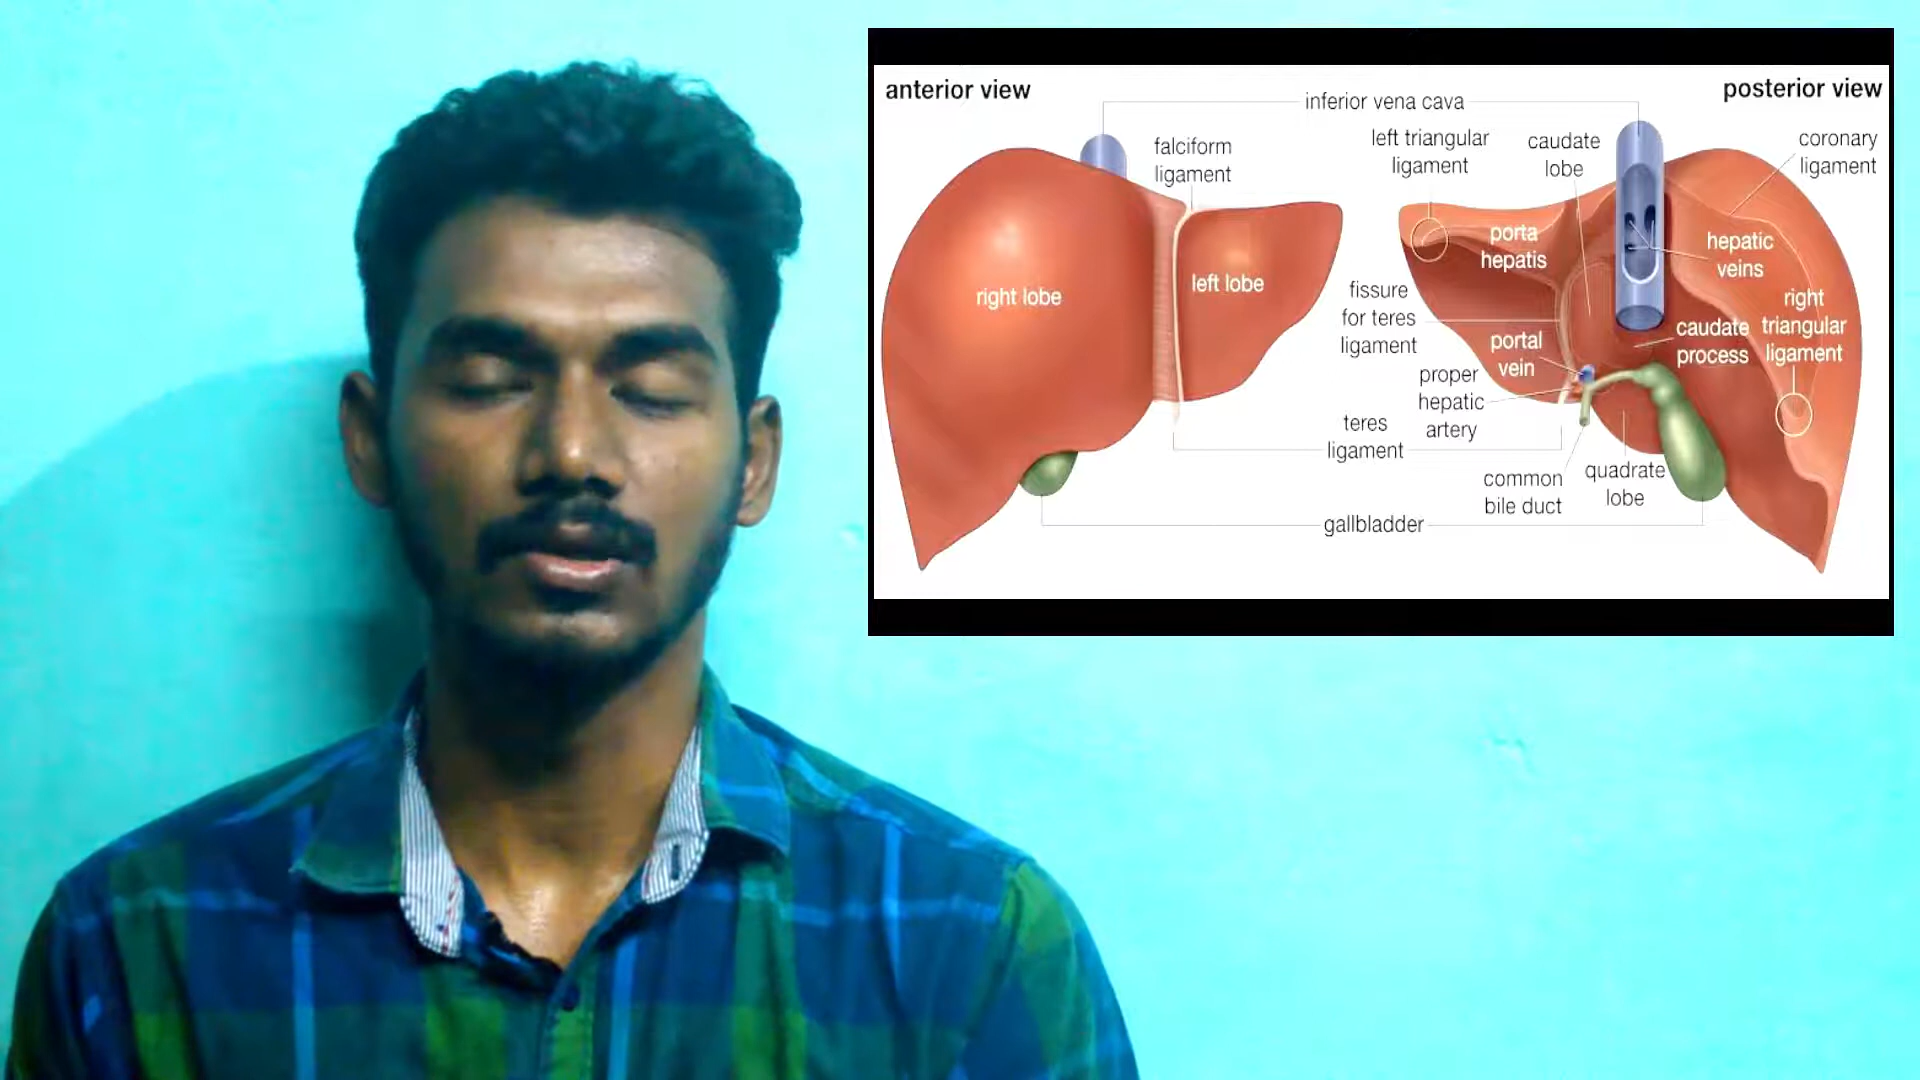 anterior view
posterior view
inferior vena cava
falciform
ligament
left triangular
ligament
caudate
lobe
coronary
ligament
porta
hepatis
hepatic
veins
right lobe
left lobe
fissure
for teres
ligament
right
triangular
ligament
portal
vein
caudate
process
proper
hepatic
artery
teres
ligament
common
bile duct
quadrate
lobe
gallbladder